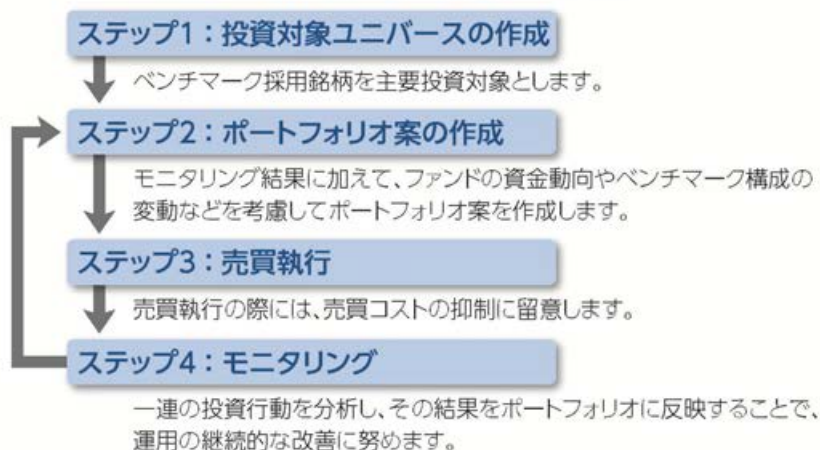 ステップ1：投資対象ユニバースの作成
ベンチマーク採用銘柄を主要投資対象とします。
ステップ2：ポートフォリオ案の作成
モニタリング結果に加えて、ファンドの資金動向やベンチマーク構成の
変動などを考慮してポートフォリオ案を作成します。
ステップ3：売買執行
売買執行の際には、売買コストの抑制に留意します。
ステップ4：モニタリング
一連の投資行動を分析し、その結果をポートフォリオに反映することで、
運用の継続的な改善に努めます。